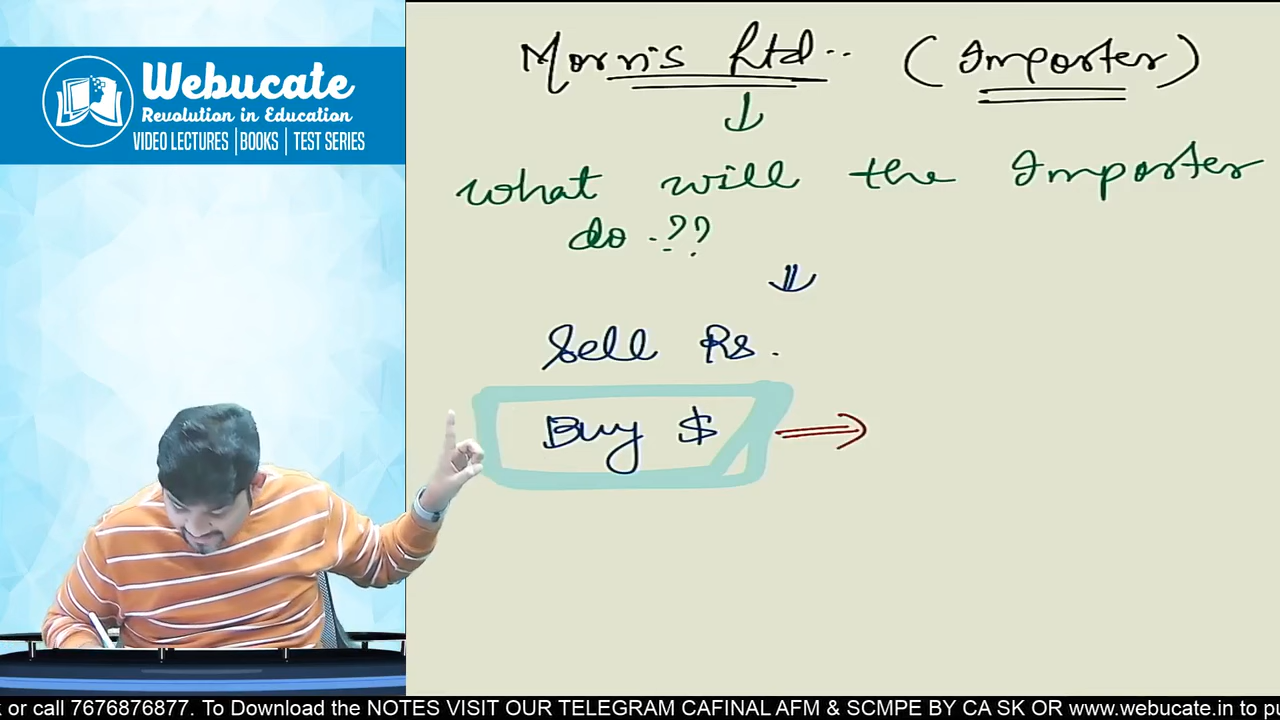 Webucate
Revolution in Education
VIDEO LECTURES | BOOKS | TEST SERIES
Morris Ltd.. (Importer)
What will the Importer
do.??
Sell Rs.
Buy $
k or call 7676876877. To Download the NOTES VISIT OUR TELEGRAM CAFINAL AFM & SCMPE BY CA SK OR www.webucate.in to pu